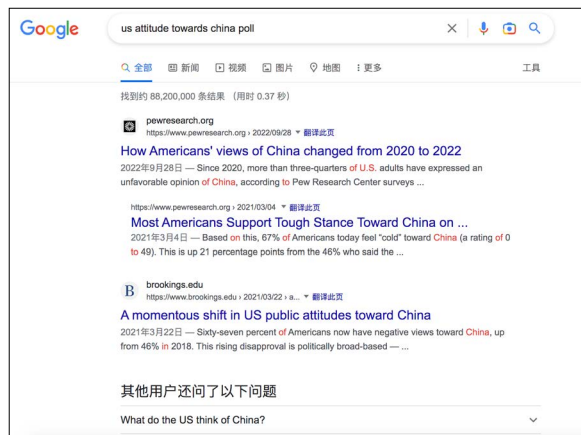 Google
us attitude towards china poll
全部 新闻 视频 图片 地图 更多 工具
找到约 88,200,000 条结果 （用时 0.37 秒）
pewresearch.org
https://www.pewresearch.org › 2022/09/28 翻译此页
How Americans' views of China changed from 2020 to 2022
2022年9月28日 — Since 2020, more than three-quarters of U.S. adults have expressed an
unfavorable opinion of China, according to Pew Research Center surveys ...
https://www.pewresearch.org › 2021/03/04 翻译此页
Most Americans Support Tough Stance Toward China on ...
2021年3月4日 — Based on this, 67% of Americans today feel “cold” toward China (a rating of 0
to 49). This is up 21 percentage points from the 46% who said the ...
B
brookings.edu
https://www.brookings.edu › 2021/03/22 › a... 翻译此页
A momentous shift in US public attitudes toward China
2021年3月22日 — Sixty-seven percent of Americans now have negative views toward China, up
from 46% in 2018. This rising disapproval is politically broad-based — ...
其他用户还问了以下问题
What do the US think of China?